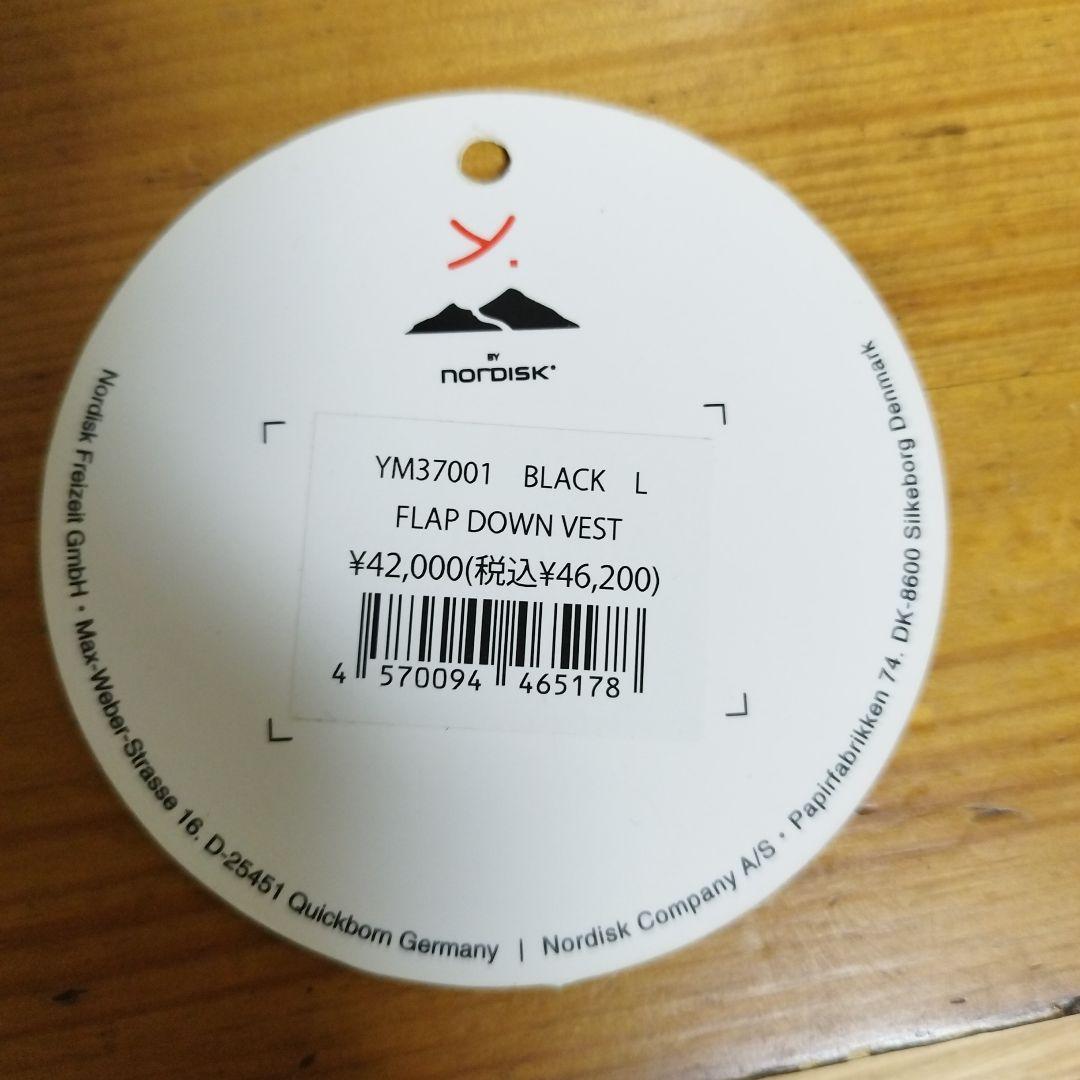 y.
BY
NORDISK®
YM37001 BLACK L
FLAP DOWN VEST
¥42,000(税込¥46,200)
4 570094 465178
Nordisk Freizeit GmbH • Max-Weber-Strasse 16. D-25451 Quickborn Germany | Nordisk Company A/S • Papirfabrikken 74. DK-8600 Silkeborg Denmark